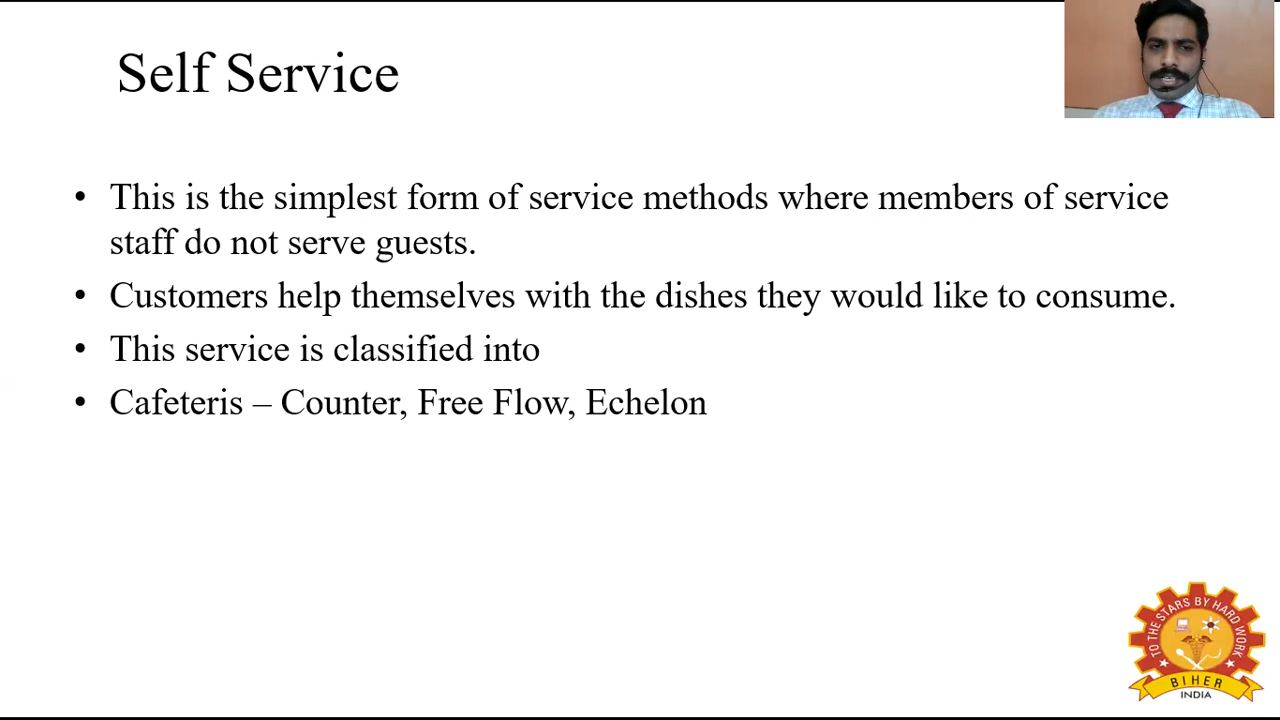 Self Service
• This is the simplest form of service methods where members of service
staff do not serve guests.
• Customers help themselves with the dishes they would like to consume.
• This service is classified into
• Cafeteris – Counter, Free Flow, Echelon
TO THE STARS BY HARD WORK
BIHER
INDIA